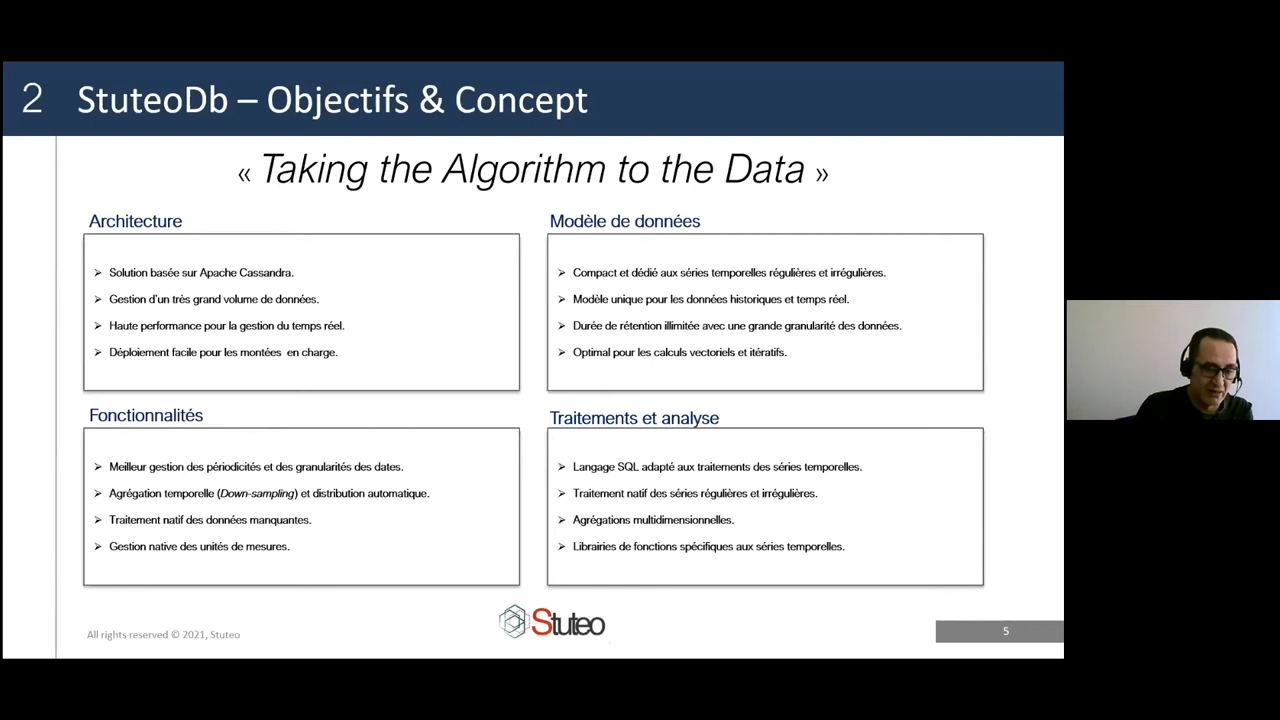 2 StuteoDb – Objectifs & Concept
« Taking the Algorithm to the Data »
Architecture
➢ Solution basée sur Apache Cassandra.
➢ Gestion d'un très grand volume de données.
➢ Haute performance pour la gestion du temps réel.
➢ Déploiement facile pour les montées en charge.
Modèle de données
➢ Compact et dédié aux séries temporelles régulières et irrégulières.
➢ Modèle unique pour les données historiques et temps réel.
➢ Durée de rétention illimitée avec une grande granularité des données.
➢ Optimal pour les calculs vectoriels et itératifs.
Fonctionnalités
➢ Meilleur gestion des périodicités et des granularités des dates.
➢ Agrégation temporelle (Down-sampling) et distribution automatique.
➢ Traitement natif des données manquantes.
➢ Gestion native des unités de mesures.
Traitements et analyse
➢ Langage SQL adapté aux traitements des séries temporelles.
➢ Traitement natif des séries régulières et irrégulières.
➢ Agrégations multidimensionnelles.
➢ Librairies de fonctions spécifiques aux séries temporelles.
All rights reserved © 2021, Stuteo
Stuteo
5